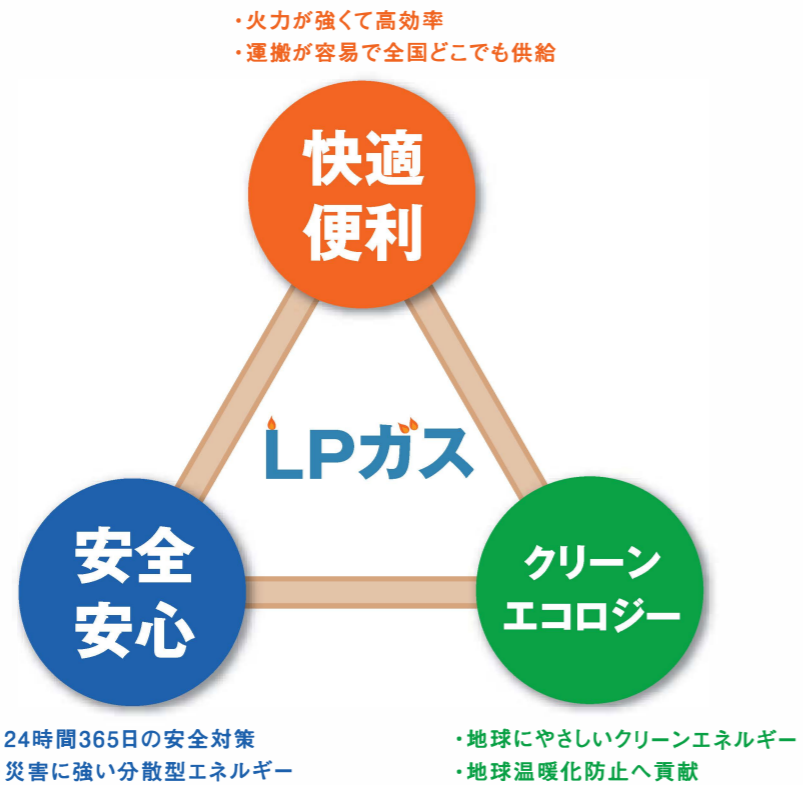 ・火力が強くて高効率
・運搬が容易で全国どこでも供給
快適
便利
LPガス
安全
安心
クリーン
エコロジー
24時間365日の安全対策
災害に強い分散型エネルギー
・地球にやさしいクリーンエネルギー
・地球温暖化防止へ貢献